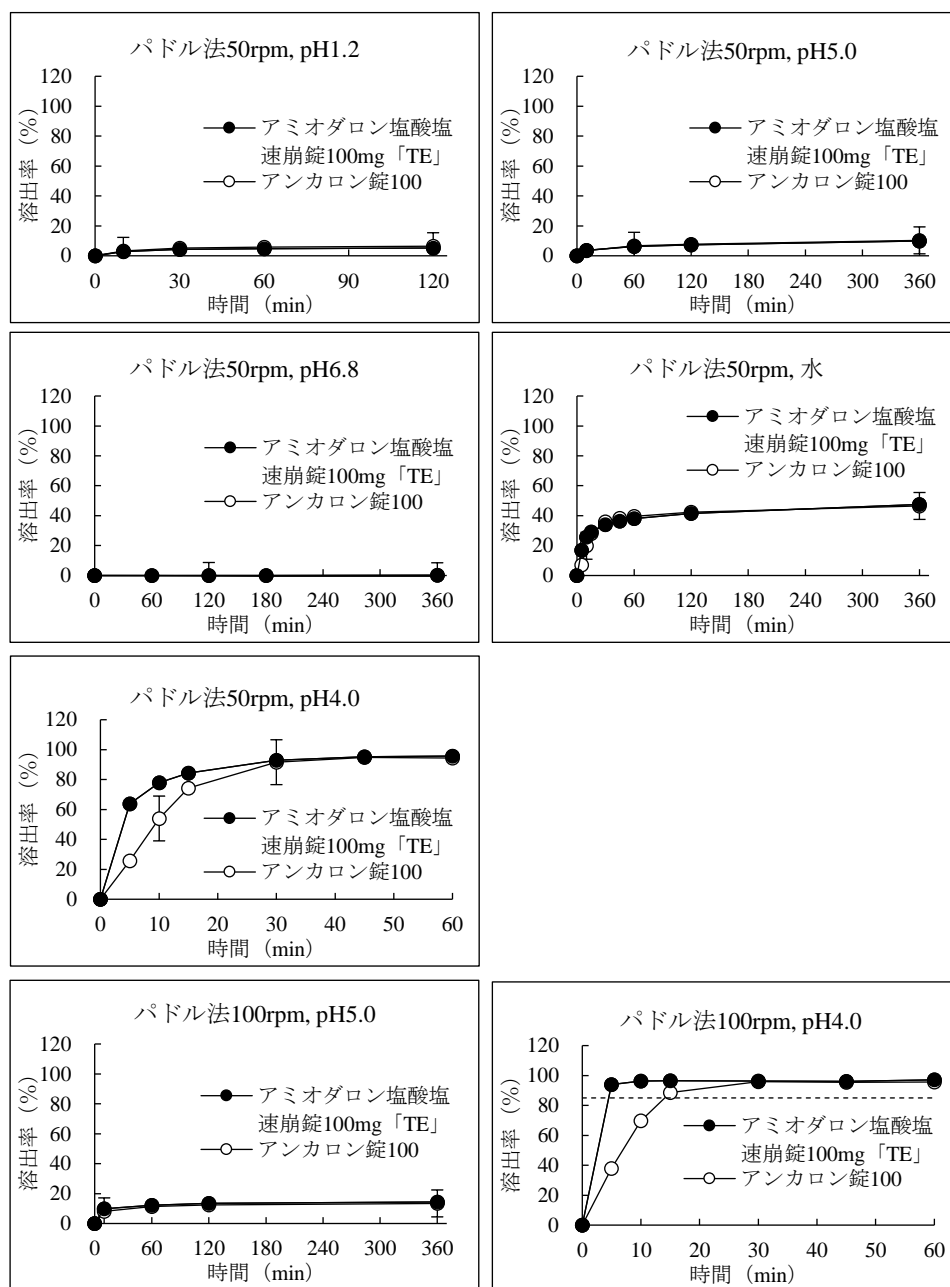 パドル法50rpm, pH1.2
120
100
80
60
40
20
0
溶出率（%）
アミオダロン塩酸塩
速崩錠100mg「TE」
アンカロン錠100
0 30 60 90 120
時間（min）
パドル法50rpm, pH5.0
120
100
80
60
40
20
0
溶出率（%）
アミオダロン塩酸塩
速崩錠100mg「TE」
アンカロン錠100
0 60 120 180 240 300 360
時間（min）
パドル法50rpm, pH6.8
120
100
80
60
40
20
0
溶出率（%）
アミオダロン塩酸塩
速崩錠100mg「TE」
アンカロン錠100
0 60 120 180 240 300 360
時間（min）
パドル法50rpm, 水
120
100
80
60
40
20
0
溶出率（%）
アミオダロン塩酸塩
速崩錠100mg「TE」
アンカロン錠100
0 60 120 180 240 300 360
時間（min）
パドル法50rpm, pH4.0
120
100
80
60
40
20
0
溶出率（%）
アミオダロン塩酸塩
速崩錠100mg「TE」
アンカロン錠100
0 10 20 30 40 50 60
時間（min）
パドル法100rpm, pH5.0
120
100
80
60
40
20
0
溶出率（%）
アミオダロン塩酸塩
速崩錠100mg「TE」
アンカロン錠100
0 60 120 180 240 300 360
時間（min）
パドル法100rpm, pH4.0
120
100
80
60
40
20
0
溶出率（%）
アミオダロン塩酸塩
速崩錠100mg「TE」
アンカロン錠100
0 10 20 30 40 50 60
時間（min）